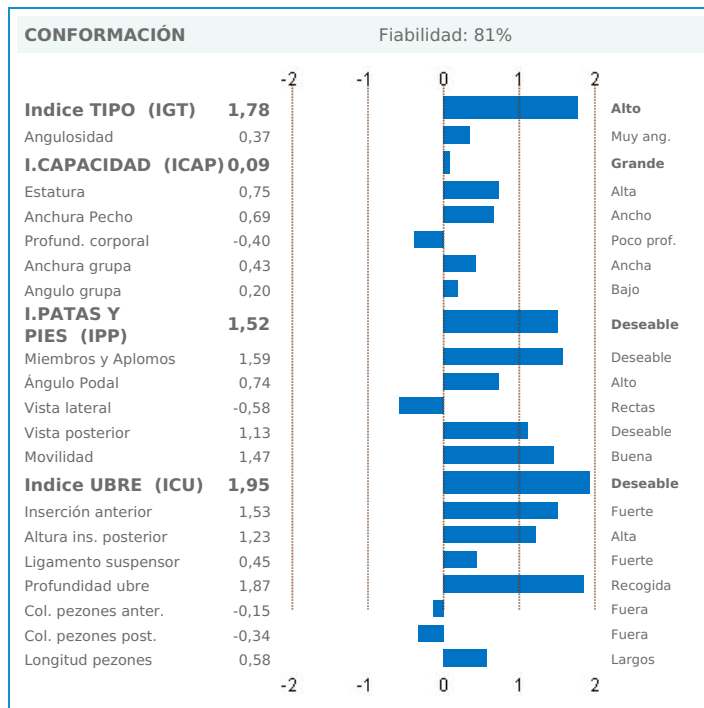 CONFORMACIÓN Fiabilidad: 81%
-2 -1 0 1 2
Indice TIPO (IGT) 1,78 Alto
Angulosidad 0,37 Muy ang.
I.CAPACIDAD (ICAP) 0,09 Grande
Estatura 0,75 Alta
Anchura Pecho 0,69 Ancho
Profund. corporal -0,40 Poco prof.
Anchura grupa 0,43 Ancha
Angulo grupa 0,20 Bajo
I.PATAS Y
PIES (IPP) 1,52 Deseable
Miembros y Aplomos 1,59 Deseable
Ángulo Podal 0,74 Alto
Vista lateral -0,58 Rectas
Vista posterior 1,13 Deseable
Movilidad 1,47 Buena
Indice UBRE (ICU) 1,95 Deseable
Inserción anterior 1,53 Fuerte
Altura ins. posterior 1,23 Alta
Ligamento suspensor 0,45 Fuerte
Profundidad ubre 1,87 Recogida
Col. pezones anter. -0,15 Fuera
Col. pezones post. -0,34 Fuera
Longitud pezones 0,58 Largos
-2 -1 0 1 2